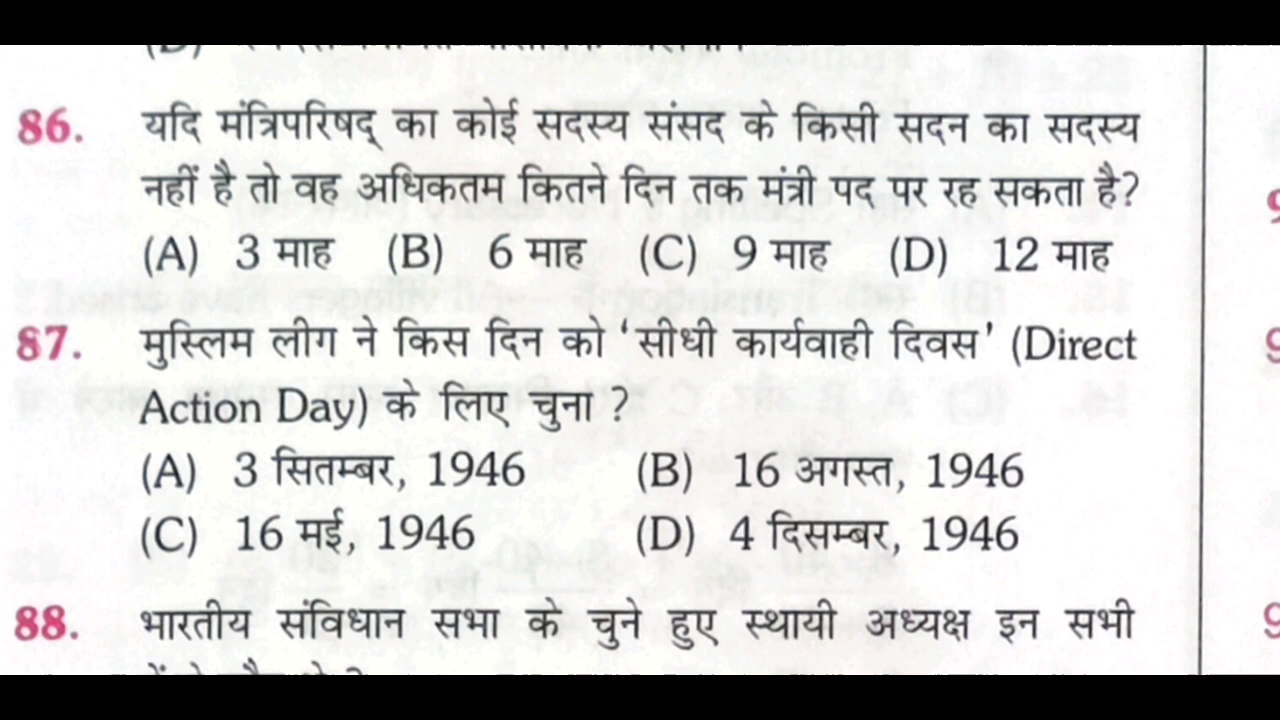 86. यदि मंत्रिपरिषद् का कोई सदस्य संसद के किसी सदन का सदस्य
नहीं है तो वह अधिकतम कितने दिन तक मंत्री पद पर रह सकता है?
(A) 3 माह (B) 6 माह (C) 9 माह (D) 12 माह
87. मुस्लिम लीग ने किस दिन को ‘सीधी कार्यवाही दिवस’ (Direct
Action Day) के लिए चुना ?
(A) 3 सितम्बर, 1946 (B) 16 अगस्त, 1946
(C) 16 मई, 1946 (D) 4 दिसम्बर, 1946
88. भारतीय संविधान सभा के चुने हुए स्थायी अध्यक्ष इन सभी